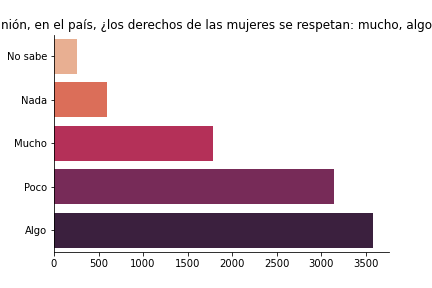 nión, en el país, ¿los derechos de las mujeres se respetan: mucho, algo
No sabe
Nada
Mucho
Poco
Algo
0 500 1000 1500 2000 2500 3000 3500